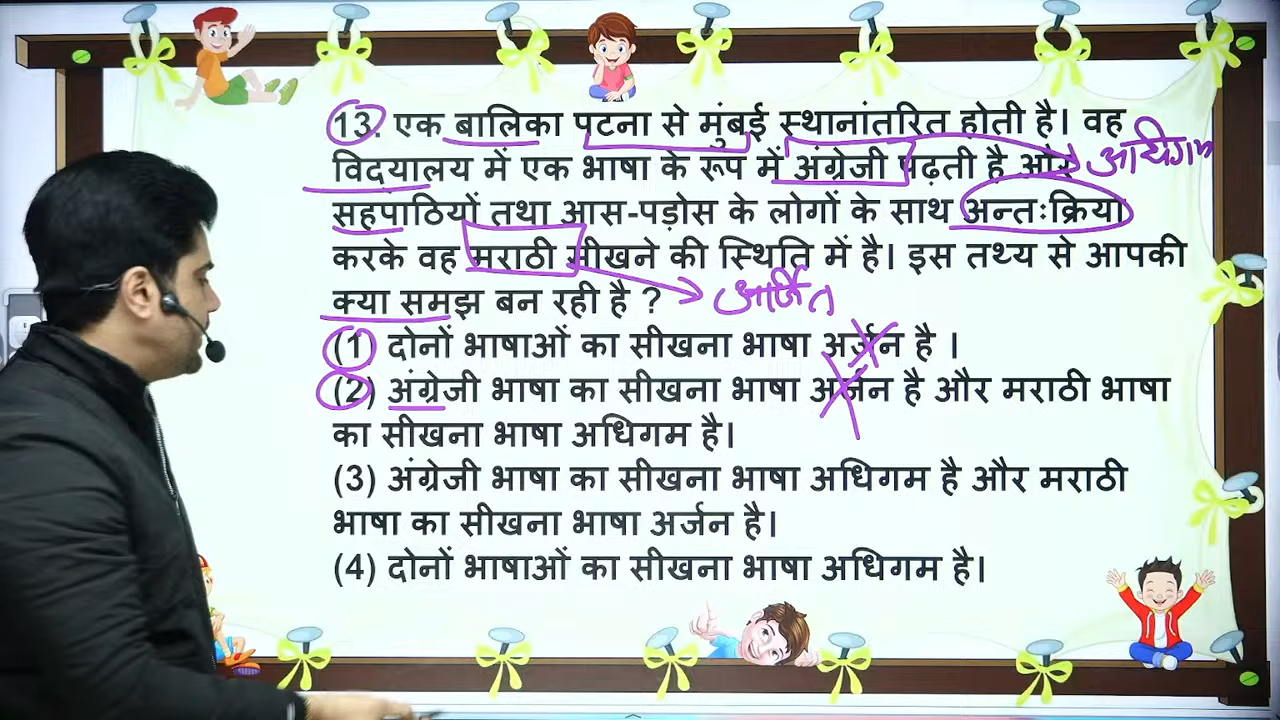 13. एक बालिका पटना से मुंबई स्थानांतरित होती है। वह
विद्यालय में एक भाषा के रूप में अंग्रेजी पढ़ती है और अधिगम
सहपाठियों तथा आस-पड़ोस के लोगों के साथ अन्तःक्रिया
करके वह मराठी सीखने की स्थिति में है। इस तथ्य से आपकी
क्या समझ बन रही है ? अर्जित
(1) दोनों भाषाओं का सीखना भाषा अर्जन है ।
(2) अंग्रेजी भाषा का सीखना भाषा अर्जन है और मराठी भाषा
का सीखना भाषा अधिगम है।
(3) अंग्रेजी भाषा का सीखना भाषा अधिगम है और मराठी
भाषा का सीखना भाषा अर्जन है।
(4) दोनों भाषाओं का सीखना भाषा अधिगम है।